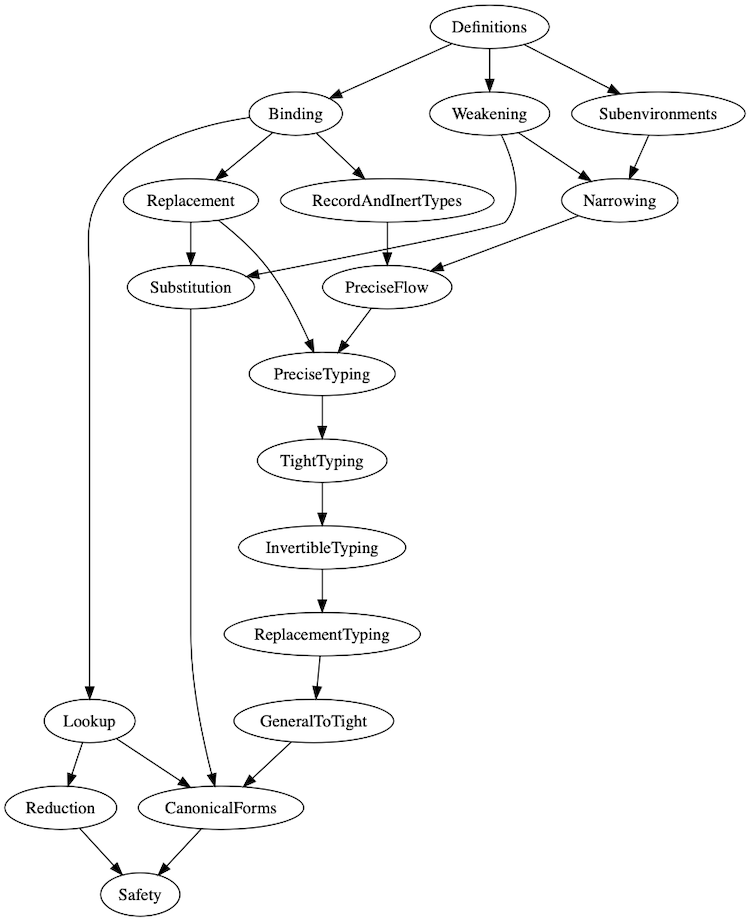 Definitions
Binding
Weakening
Subenvironments
Replacement
RecordAndInertTypes
Narrowing
Substitution
PreciseFlow
PreciseTyping
TightTyping
InvertibleTyping
ReplacementTyping
Lookup
GeneralToTight
Reduction
CanonicalForms
Safety